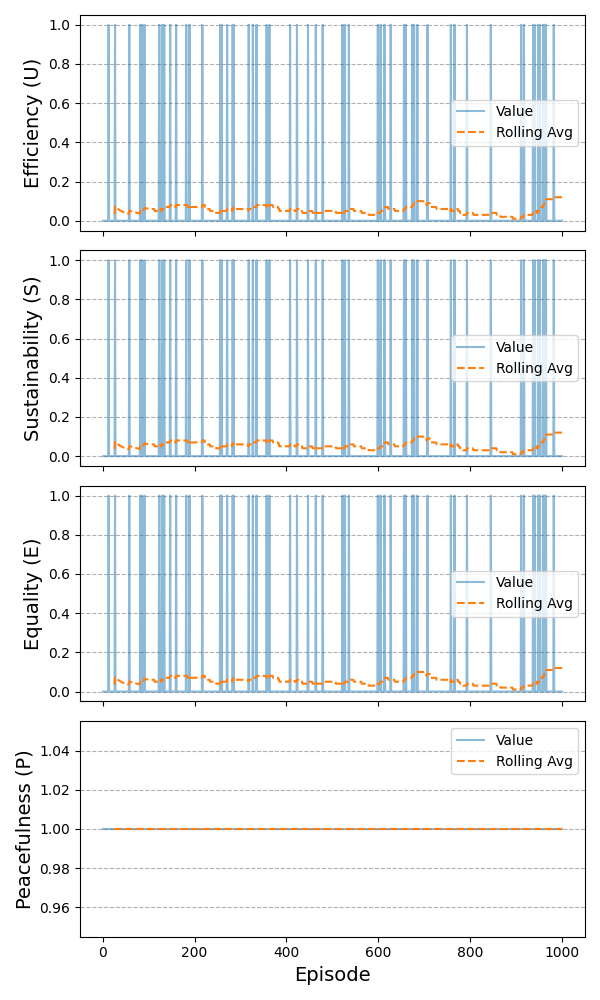 Efficiency (U)
1.0
0.8
0.6
0.4
0.2
0.0
Value
Rolling Avg
Sustainability (S)
1.0
0.8
0.6
0.4
0.2
0.0
Value
Rolling Avg
Equality (E)
1.0
0.8
0.6
0.4
0.2
0.0
Value
Rolling Avg
Peacefulness (P)
1.04
1.02
1.00
0.98
0.96
Value
Rolling Avg
0 200 400 600 800 1000
Episode